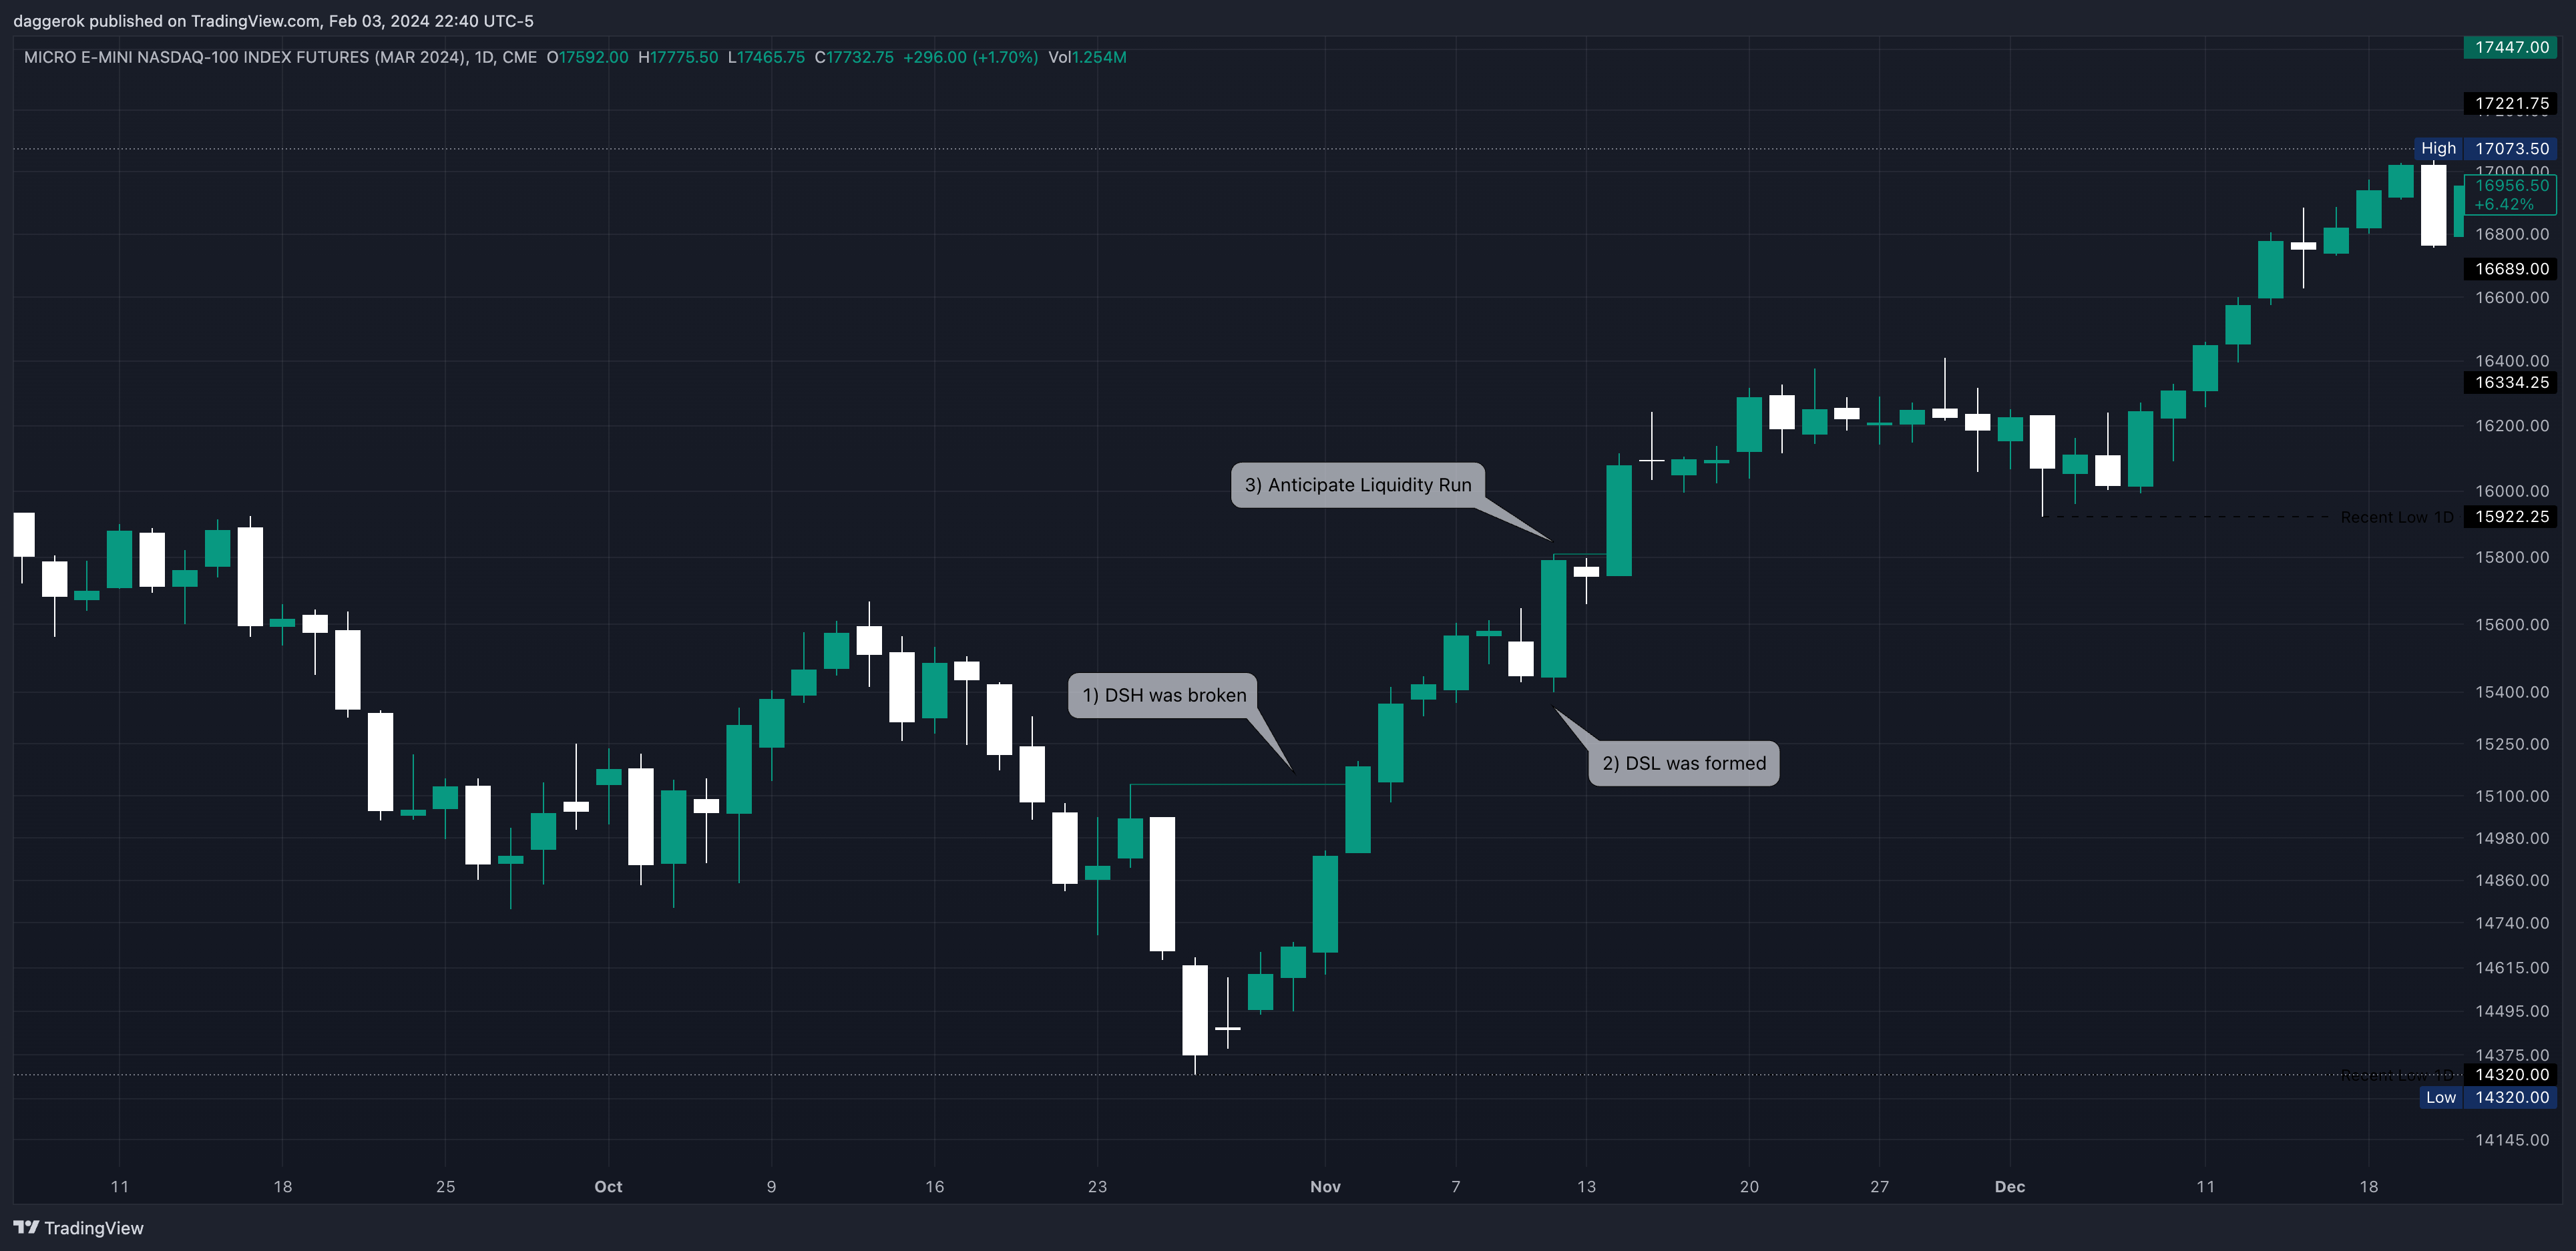 daggerok published on TradingView.com, Feb 03, 2024 22:40 UTC-5
MICRO E-MINI NASDAQ-100 INDEX FUTURES (MAR 2024), 1D, CME O17592.00 H17775.50 L17465.75 C17732.75 +296.00 (+1.70%) Vol1.254M
17447.00
17221.75
High 17073.50
17000.00
16956.50
+6.42%
16800.00
16689.00
16600.00
16400.00
16334.25
16200.00
3) Anticipate Liquidity Run
16000.00
Recent Low 1D 15922.25
15800.00
15600.00
1) DSH was broken
15400.00
15250.00
2) DSL was formed
15100.00
14980.00
14860.00
14740.00
14615.00
14495.00
14375.00
Recent Low 1D 14320.00
Low 14320.00
14145.00
11 18 25 Oct 9 16 23 Nov 7 13 20 27 Dec 11 18
TradingView